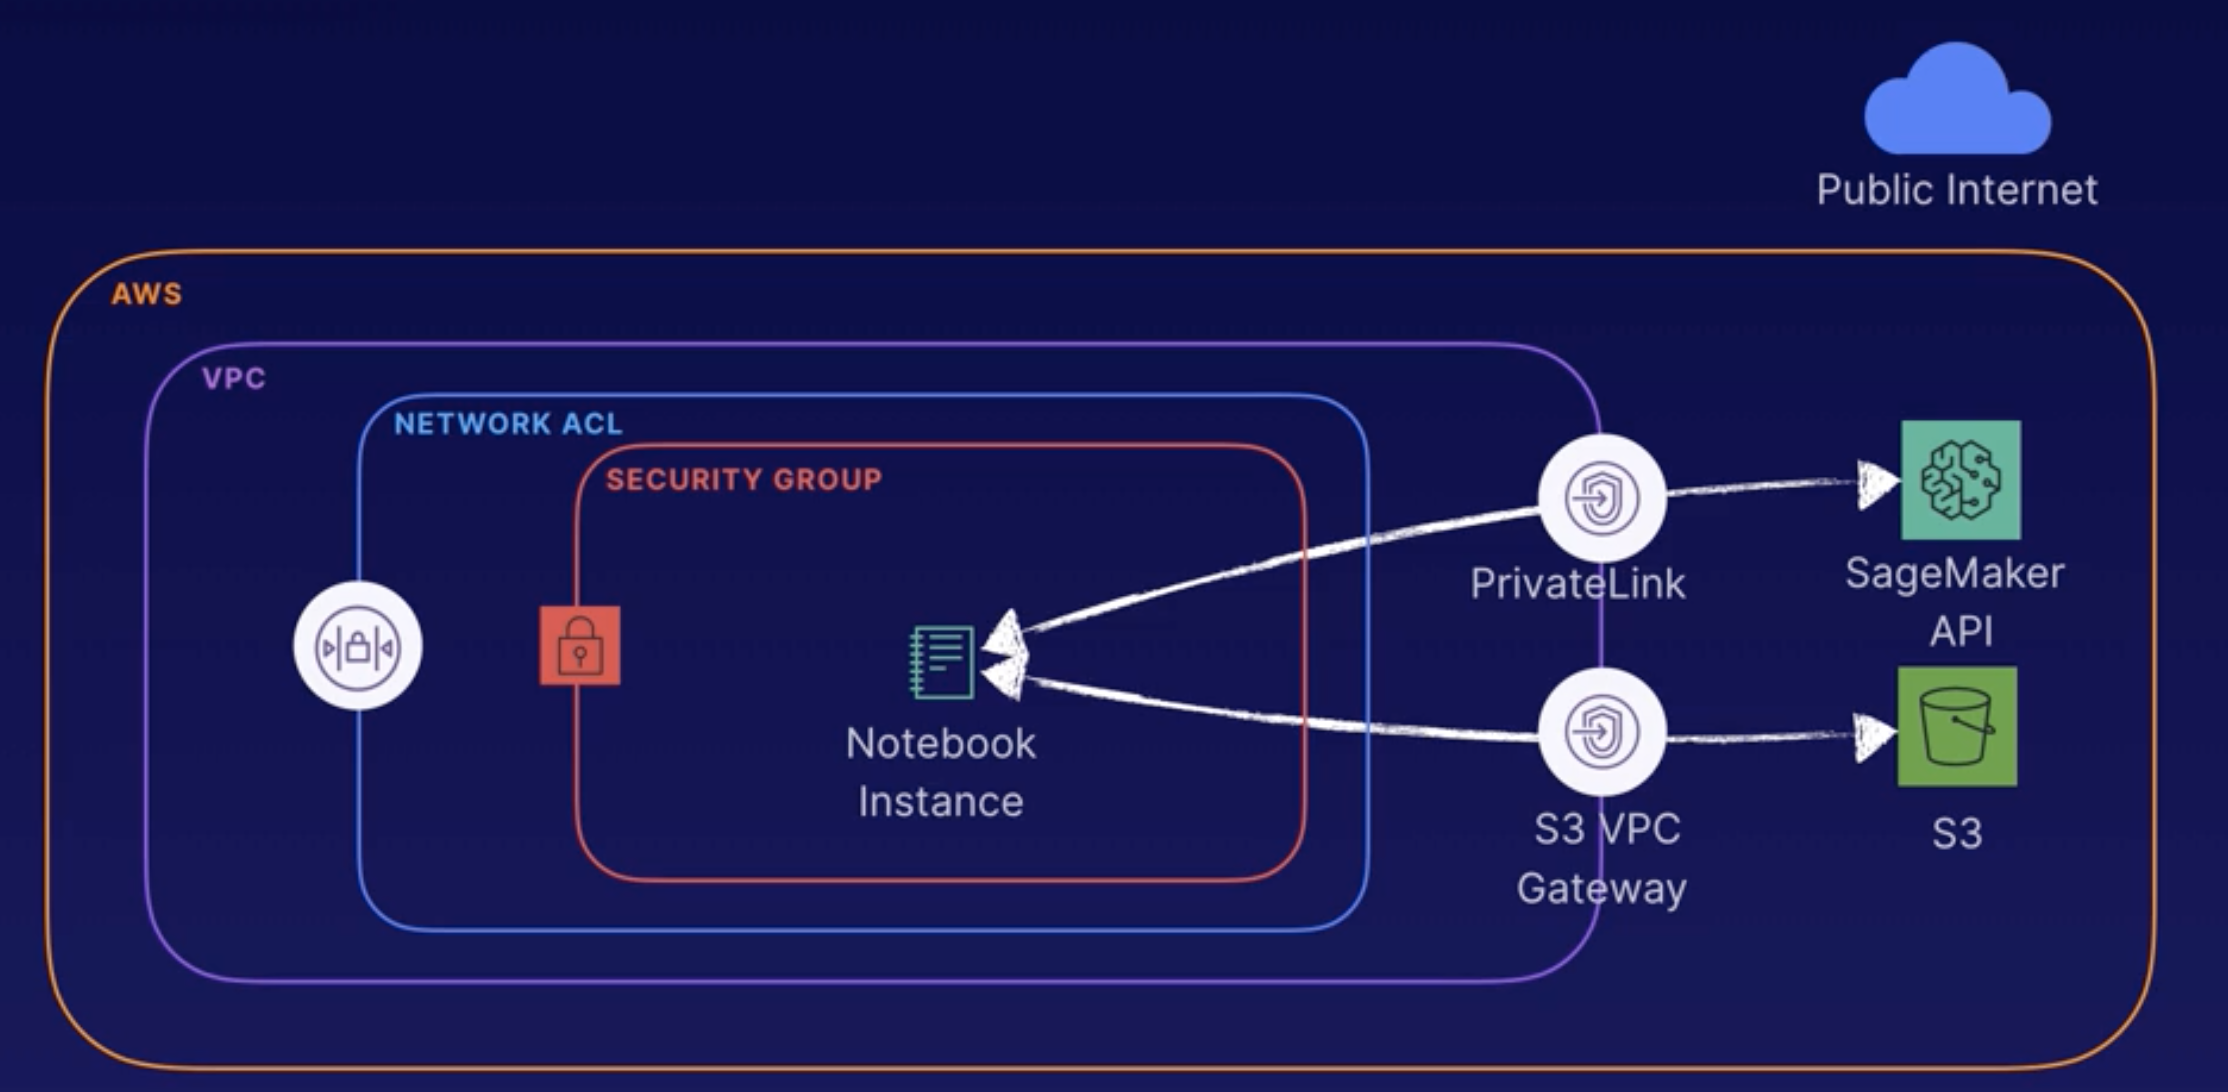 Public Internet
AWS
VPC
NETWORK ACL
SECURITY GROUP
PrivateLink
SageMaker
API
Notebook
Instance
S3 VPC
Gateway
S3